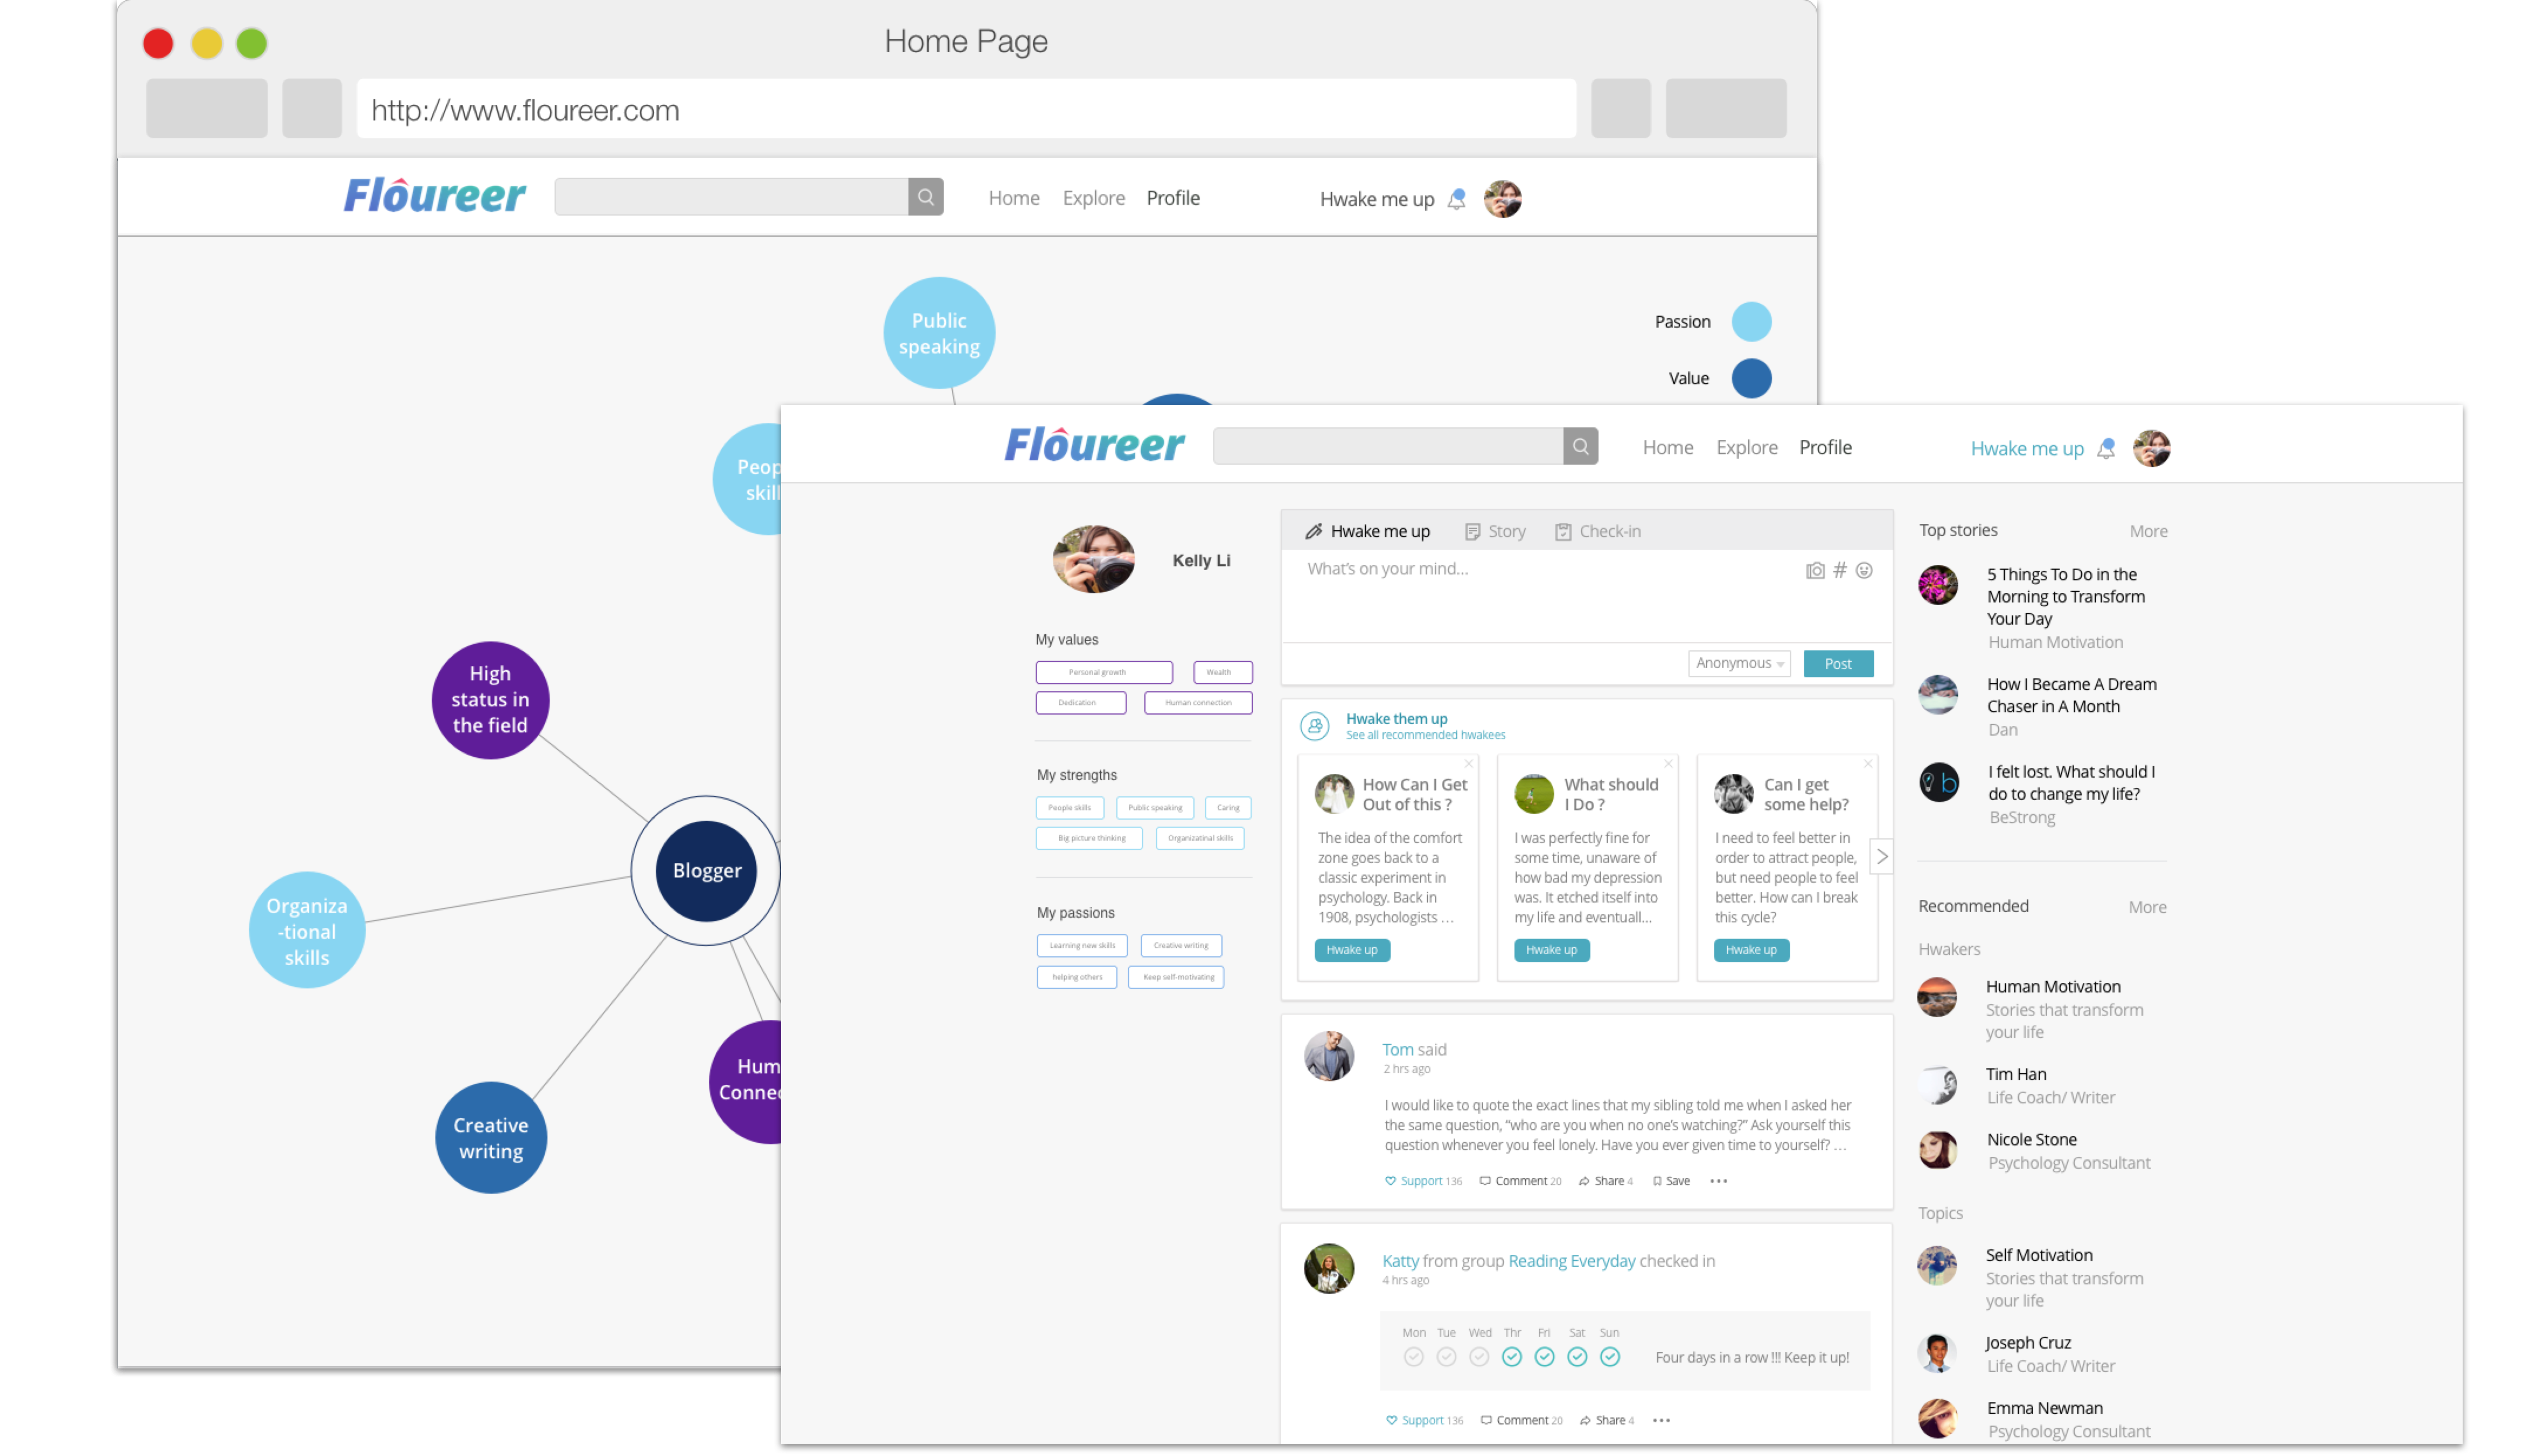 Home Page
http://www.floureer.com
Floureer
Home Explore Profile
Hwake me up
Public
speaking
Passion
Value
High
status in
the field
Blogger
Organiza
-tional
skills
Creative
writing
Floureer
Home Explore Profile
Hwake me up
Kelly Li
My values
Personal growth Wealth
Dedication Human connection
My strengths
People skills Public speaking Caring
Big picture thinking Organizatinal skills
My passions
Learning new skills Creative writing
helping others Keep self-motivating
Hwake me up Story Check-in
What's on your mind...
#
Anonymous Post
Hwake them up
See all recommended hwakees
How Can I Get
Out of this ?
The idea of the comfort
zone goes back to a
classic experiment in
psychology. Back in
1908, psychologists ...
Hwake up
What should
I Do ?
I was perfectly fine for
some time, unaware of
how bad my depression
was. It etched itself into
my life and eventuall...
Hwake up
Can I get
some help?
I need to feel better in
order to attract people,
but need people to feel
better. How can I break
this cycle?
Hwake up
Tom said
2 hrs ago
I would like to quote the exact lines that my sibling told me when I asked her
the same question, “who are you when no one’s watching?” Ask yourself this
question whenever you feel lonely. Have you ever given time to yourself? ...
Support 136 Comment 20 Share 4 Save
Katty from group Reading Everyday checked in
4 hrs ago
Mon Tue Wed Thr Fri Sat Sun
Four days in a row !!! Keep it up!
Support 136 Comment 20 Share 4
Top stories More
5 Things To Do in the
Morning to Transform
Your Day
Human Motivation
How I Became A Dream
Chaser in A Month
Dan
b
I felt lost. What should I
do to change my life?
BeStrong
Recommended More
Hwakers
Human Motivation
Stories that transform
your life
Tim Han
Life Coach/ Writer
Nicole Stone
Psychology Consultant
Topics
Self Motivation
Stories that transform
your life
Joseph Cruz
Life Coach/ Writer
Emma Newman
Psychology Consultant